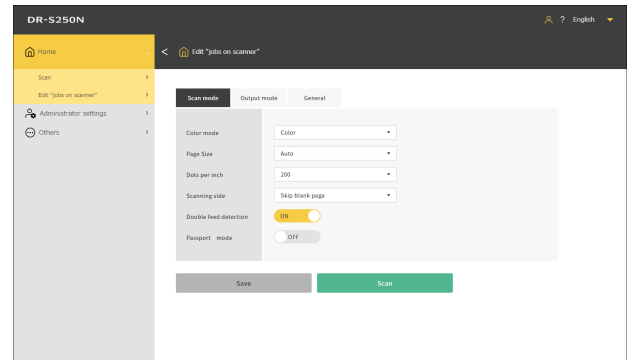 DR-S250N
? English
Home
< Edit "jobs on scanner"
Scan >
Edit "jobs on scanner" >
Administrator settings >
Others >
Scan mode Output mode General
Color mode Color
Page Size Auto
Dots per inch 200
Scanning side Skip blank page
Double feed detection ON
Passport mode OFF
Save Scan